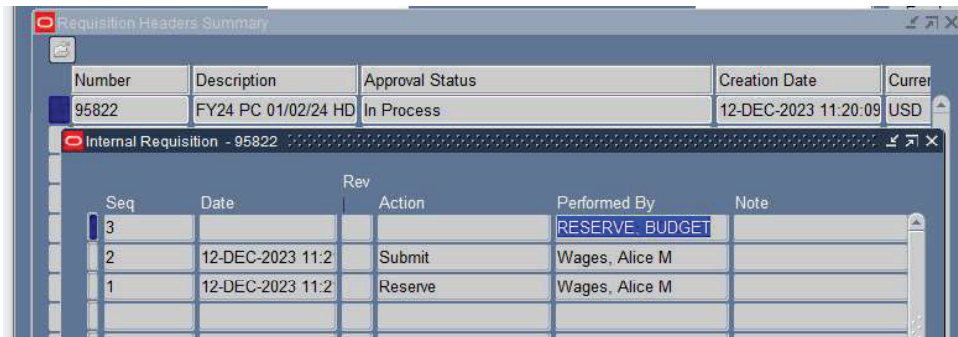 Requisition Headers Summary
Number Description Approval Status Creation Date Curren
95822 FY24 PC 01/02/24 HD In Process 12-DEC-2023 11:20:09 USD
Internal Requisition - 95822
Rev
Seq Date Action Performed By Note
3 RESERVE, BUDGET
2 12-DEC-2023 11:2 Submit Wages, Alice M
1 12-DEC-2023 11:2 Reserve Wages, Alice M